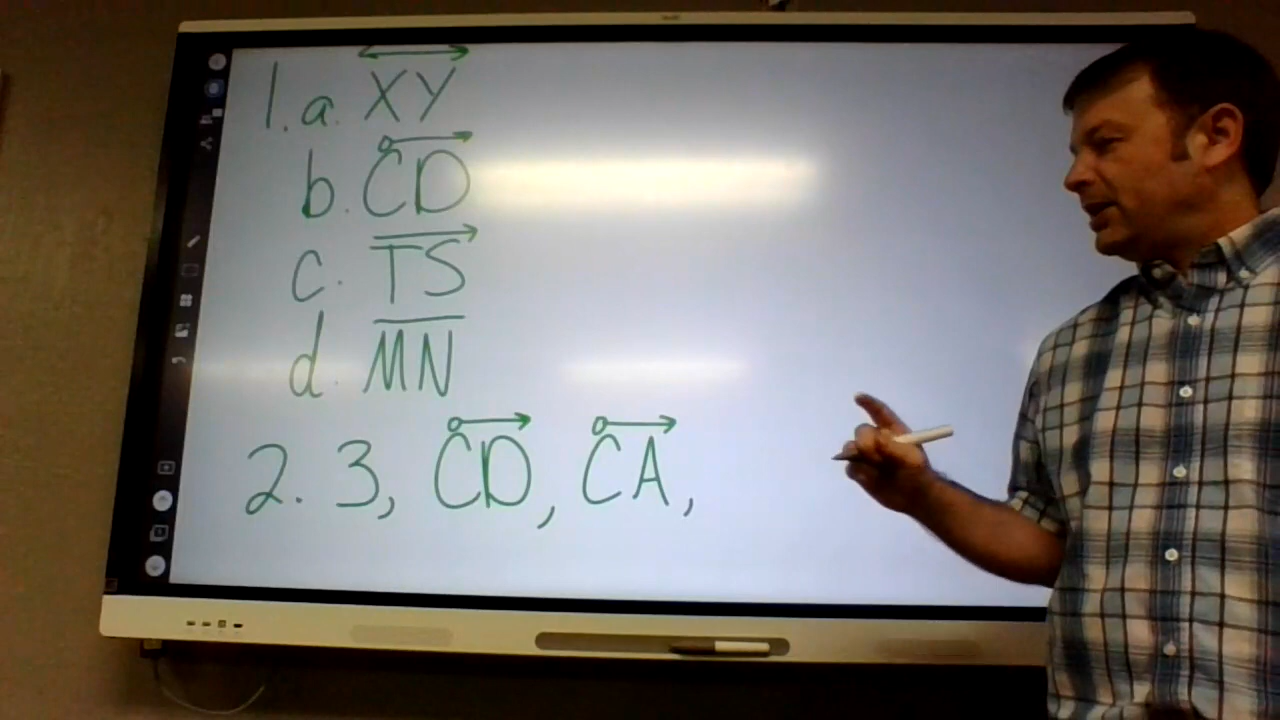 1. a. XY
b. CD
c. TS
d. MN
2. 3, CD, CA,